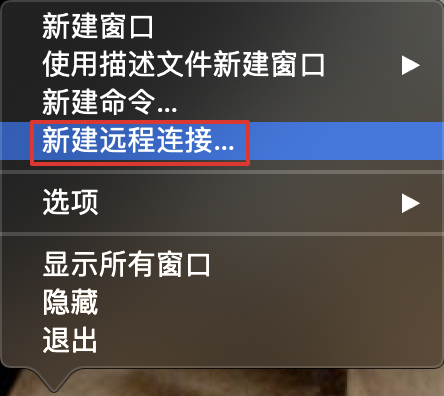 新建窗口
使用描述文件新建窗口
新建命令...
新建远程连接...
选项
显示所有窗口
隐藏
退出